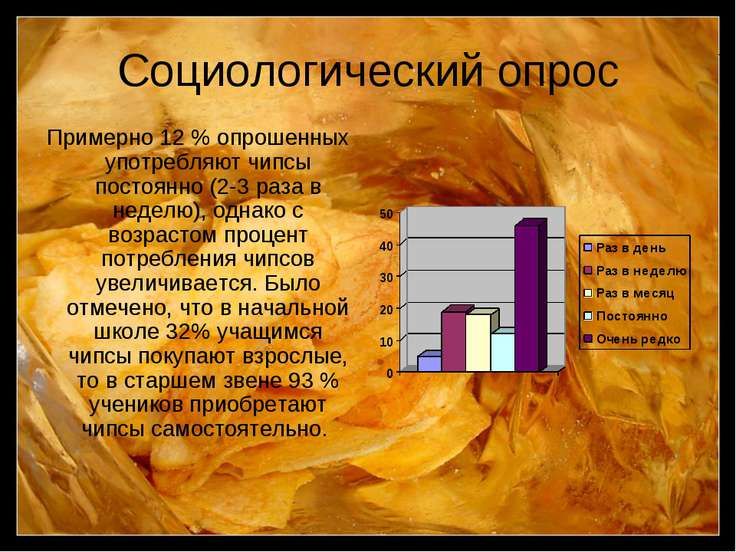 Социологический опрос
Примерно 12 % опрошенных
употребляют чипсы
постоянно (2-3 раза в
неделю), однако с
возрастом процент
потребления чипсов
увеличивается. Было
отмечено, что в начальной
школе 32% учащимся
чипсы покупают взрослые,
то в старшем звене 93 %
учеников приобретают
чипсы самостоятельно.
50
40
30
20
10
0
Раз в день
Раз в неделю
Раз в месяц
Постоянно
Очень редко